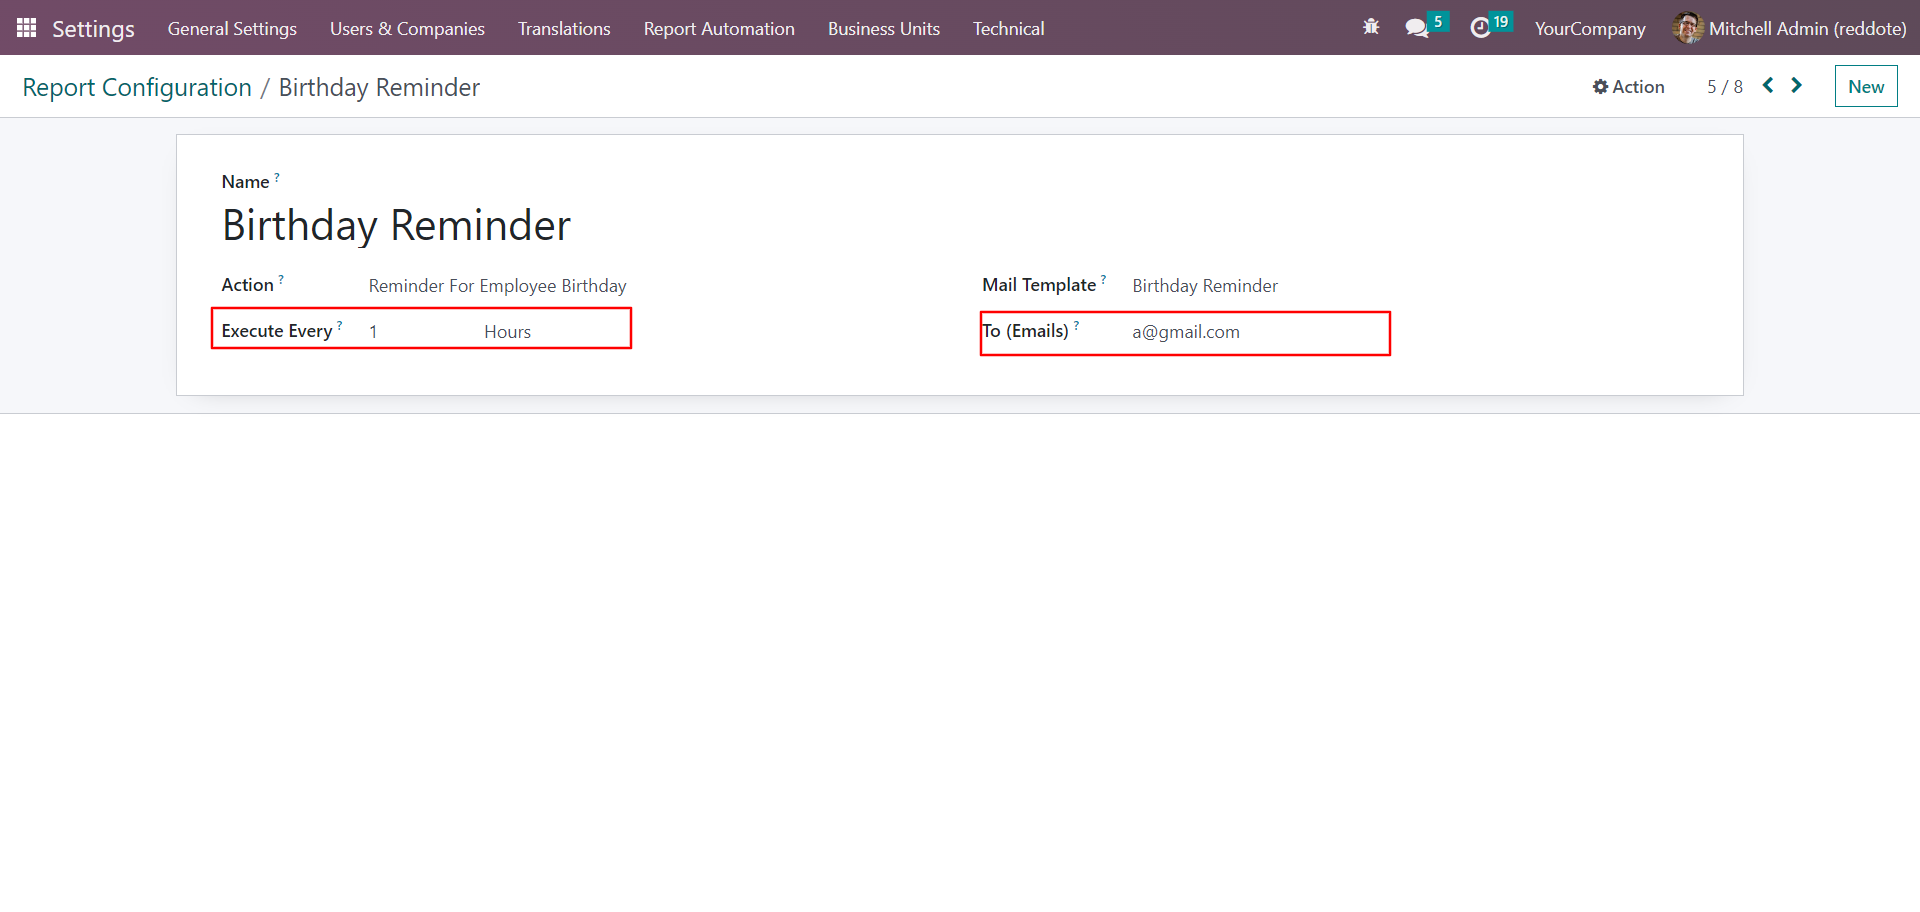 Settings General Settings Users & Companies Translations Report Automation Business Units Technical 5 19 YourCompany Mitchell Admin (reddote)
Report Configuration / Birthday Reminder Action 5 / 8 New
Name ?
Birthday Reminder
Action ? Reminder For Employee Birthday Mail Template ? Birthday Reminder
Execute Every ? 1 Hours To (Emails) ? a@gmail.com